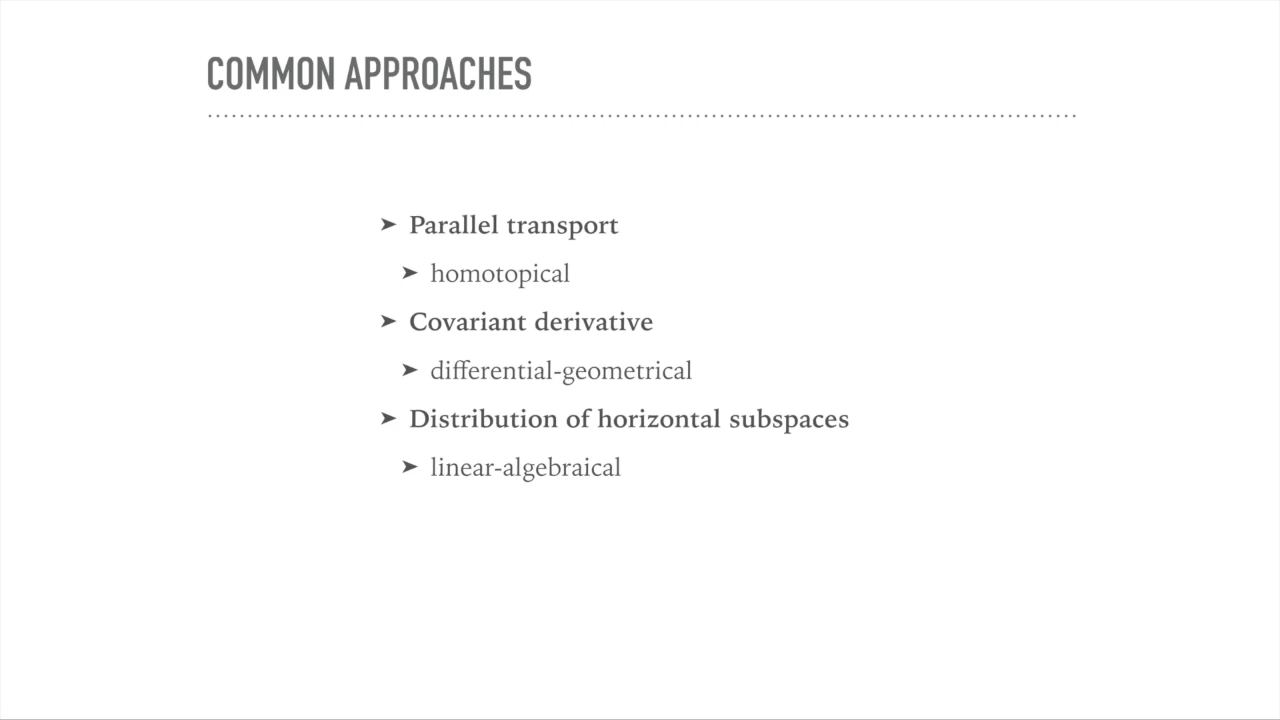 COMMON APPROACHES
➤ Parallel transport
➤ homotopical
➤ Covariant derivative
➤ differential-geometrical
➤ Distribution of horizontal subspaces
➤ linear-algebraical